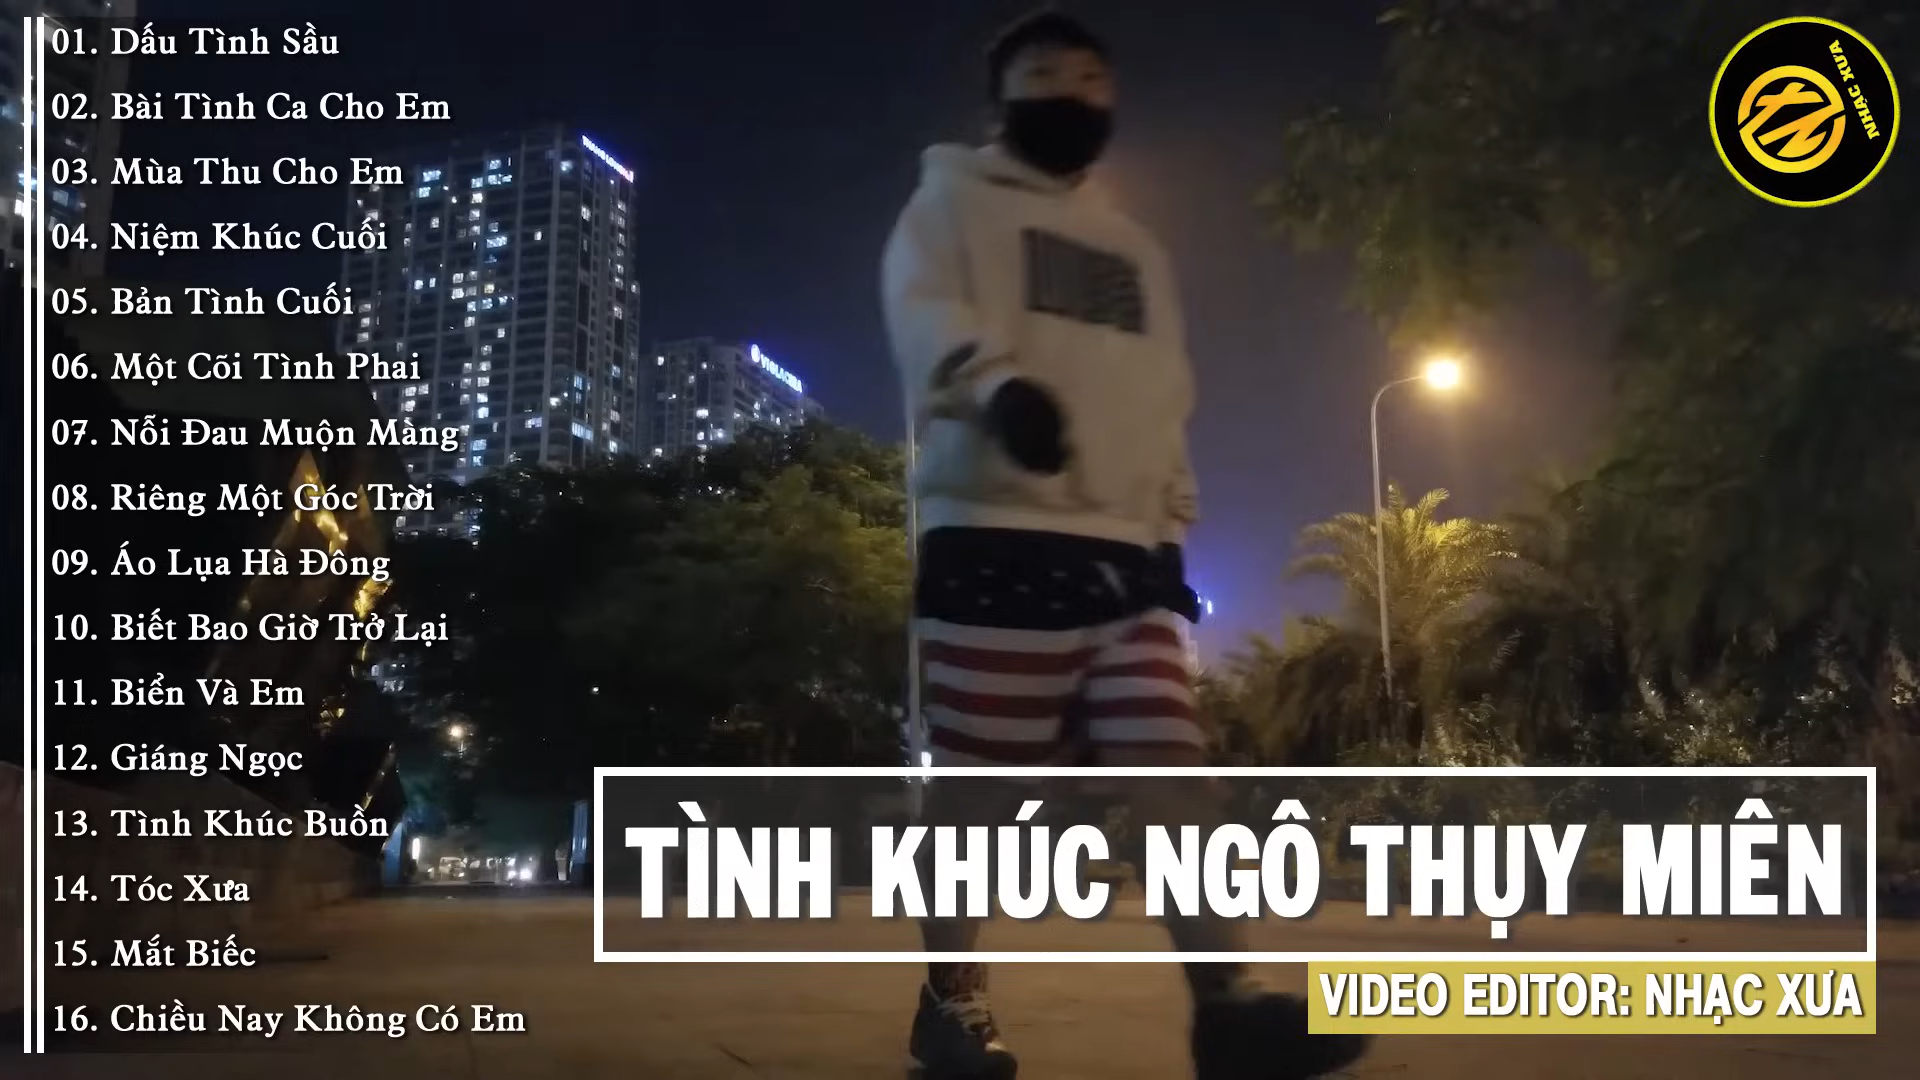 01. Dấu Tình Sầu
02. Bài Tình Ca Cho Em
03. Mùa Thu Cho Em
04. Niệm Khúc Cuối
05. Bản Tình Cuối
06. Một Cõi Tình Phai
07. Nỗi Đau Muộn Màng
08. Riêng Một Góc Trời
09. Áo Lụa Hà Đông
10. Biết Bao Giờ Trở Lại
11. Biển Và Em
12. Giáng Ngọc
13. Tình Khúc Buồn
14. Tóc Xưa
15. Mắt Biếc
16. Chiều Nay Không Có Em
NHẠC XƯA
TÌNH KHÚC NGÔ THỤY MIÊN
VIDEO EDITOR: NHẠC XƯA